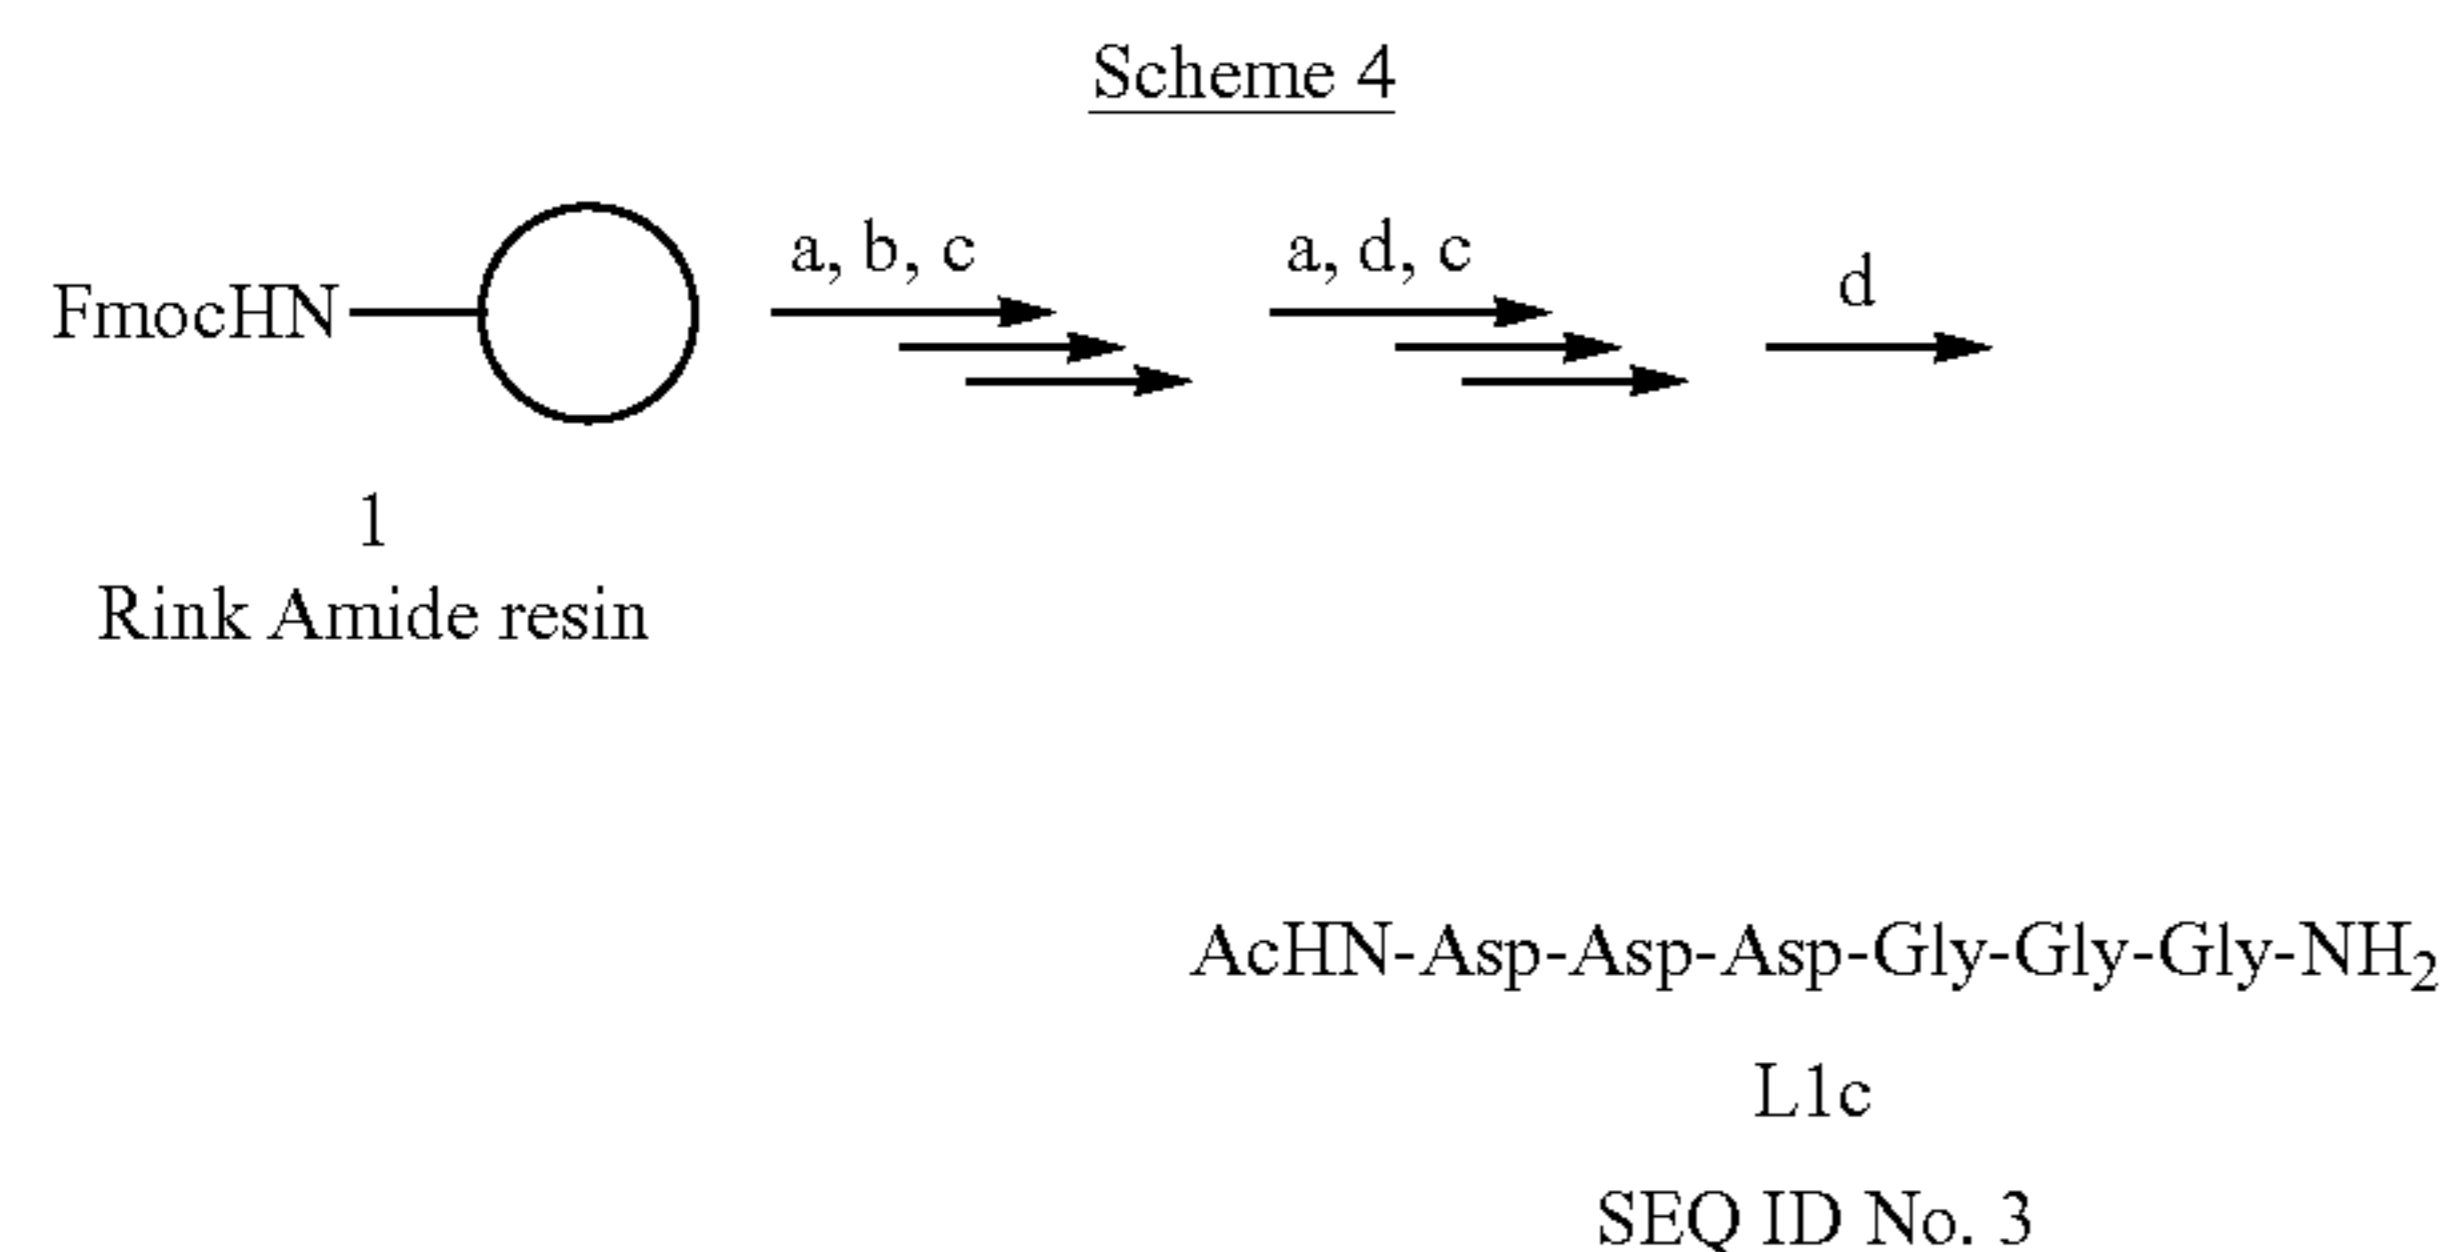 Scheme 4
a, b, c
a, d, c
d
FmocHN
1
Rink Amide resin
AcHN-Asp-Asp-Asp-Gly-Gly-Gly-NH₂
L1c
SEQ ID No. 3